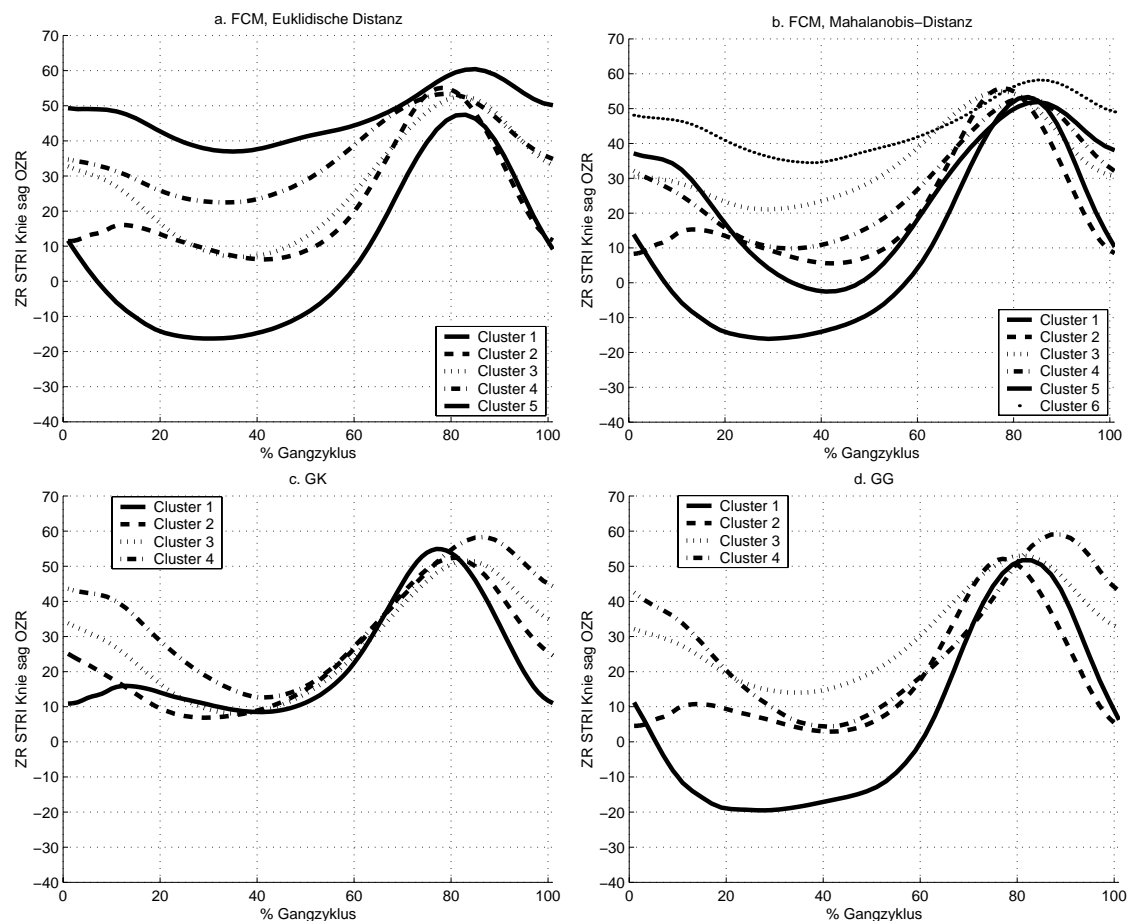 a. FCM, Euklidische Distanz
70
60
50
40
30
20
10
0
−10
−20
−30
−40
ZR STRI Knie sag OZR
Cluster 1
Cluster 2
Cluster 3
Cluster 4
Cluster 5
0 20 40 60 80 100
% Gangzyklus
b. FCM, Mahalanobis−Distanz
70
60
50
40
30
20
10
0
−10
−20
−30
−40
ZR STRI Knie sag OZR
Cluster 1
Cluster 2
Cluster 3
Cluster 4
Cluster 5
Cluster 6
0 20 40 60 80 100
% Gangzyklus
c. GK
70
60
50
40
30
20
10
0
−10
−20
−30
−40
ZR STRI Knie sag OZR
Cluster 1
Cluster 2
Cluster 3
Cluster 4
0 20 40 60 80 100
% Gangzyklus
d. GG
70
60
50
40
30
20
10
0
−10
−20
−30
−40
ZR STRI Knie sag OZR
Cluster 1
Cluster 2
Cluster 3
Cluster 4
0 20 40 60 80 100
% Gangzyklus